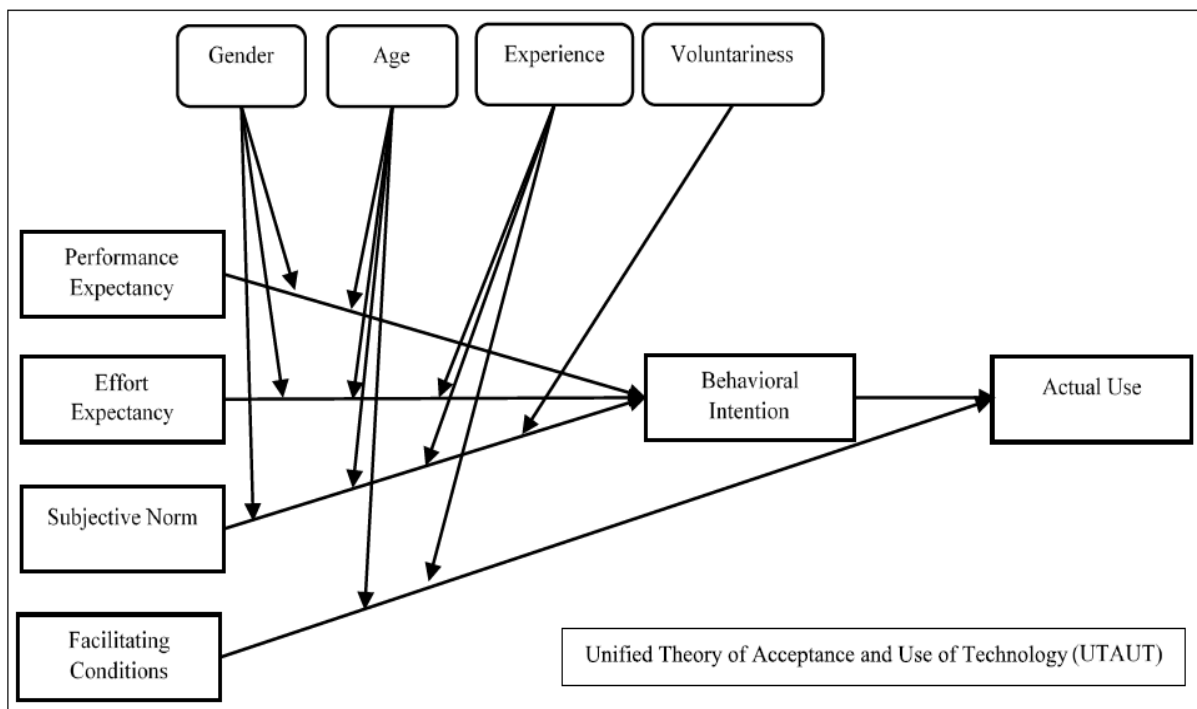 Gender
Age
Experience
Voluntariness
Performance
Expectancy
Effort
Expectancy
Behavioral
Intention
Actual Use
Subjective Norm
Facilitating
Conditions
Unified Theory of Acceptance and Use of Technology (UTAUT)